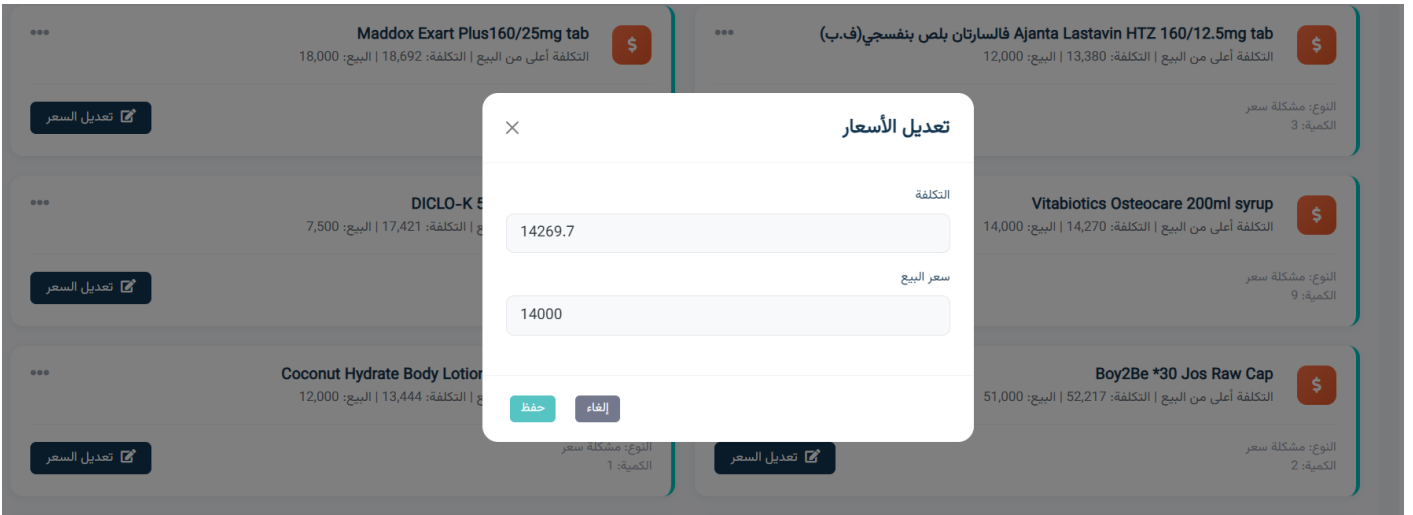 Ajanta Lastavin HTZ 160/12.5mg tab فالسارتان بلص بنفسجي(ف.ب)
التكلفة أعلى من البيع | التكلفة: 13,380 | البيع: 12,000
النوع: مشكلة سعر
الكمية: 3
Maddox Exart Plus160/25mg tab
التكلفة أعلى من البيع | التكلفة: 18,692 | البيع: 18,000
تعديل السعر
تعديل الأسعار
التكلفة
14269.7
سعر البيع
14000
إلغاء
حفظ
Vitabiotics Osteocare 200ml syrup
التكلفة أعلى من البيع | التكلفة: 14,270 | البيع: 14,000
النوع: مشكلة سعر
الكمية: 9
DICLO-K 5
| التكلفة: 17,421 | البيع: 7,500
تعديل السعر
Boy2Be *30 Jos Raw Cap
التكلفة أعلى من البيع | التكلفة: 52,217 | البيع: 51,000
النوع: مشكلة سعر
الكمية: 2
تعديل السعر
Coconut Hydrate Body Lotion
| التكلفة: 13,444 | البيع: 12,000
النوع: مشكلة سعر
الكمية: 1
تعديل السعر